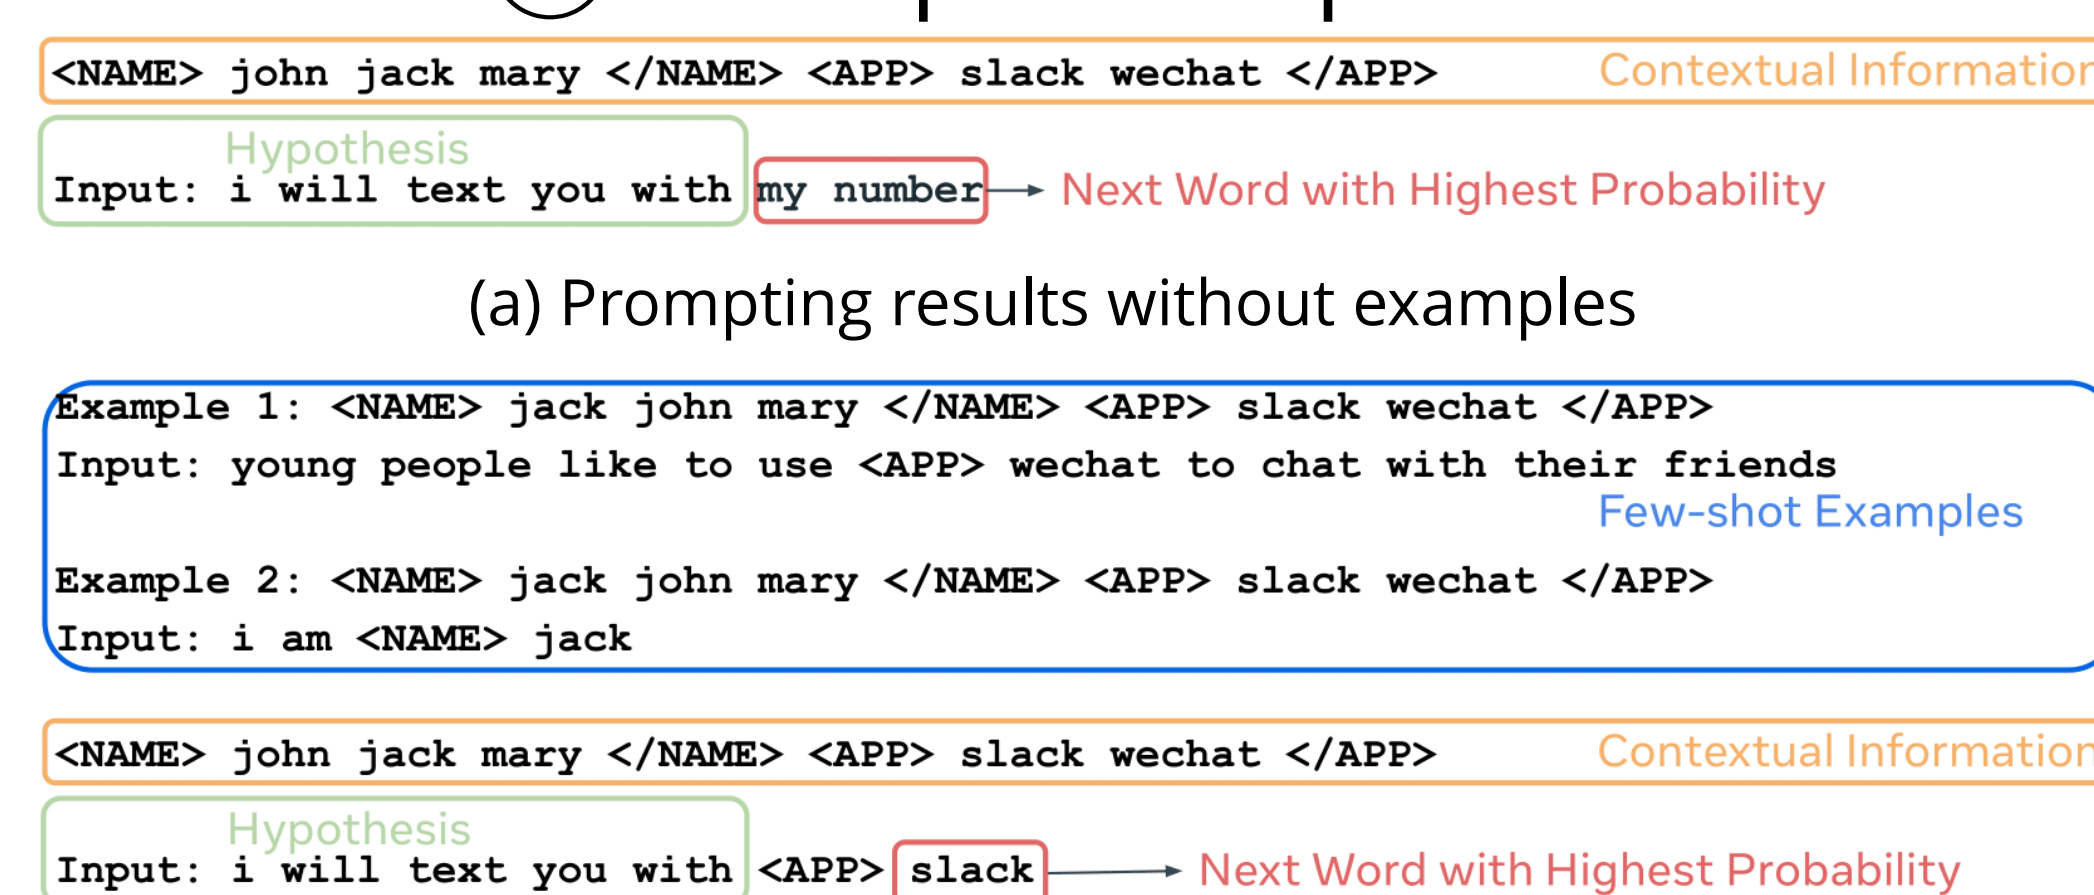 <NAME> john jack mary </NAME> <APP> slack wechat </APP> Contextual Information
Hypothesis
Input: i will text you with my number Next Word with Highest Probability
(a) Prompting results without examples
Example 1: <NAME> jack john mary </NAME> <APP> slack wechat </APP>
Input: young people like to use <APP> wechat to chat with their friends
Few-shot Examples
Example 2: <NAME> jack john mary </NAME> <APP> slack wechat </APP>
Input: i am <NAME> jack
<NAME> john jack mary </NAME> <APP> slack wechat </APP> Contextual Information
Hypothesis
Input: i will text you with <APP> slack Next Word with Highest Probability